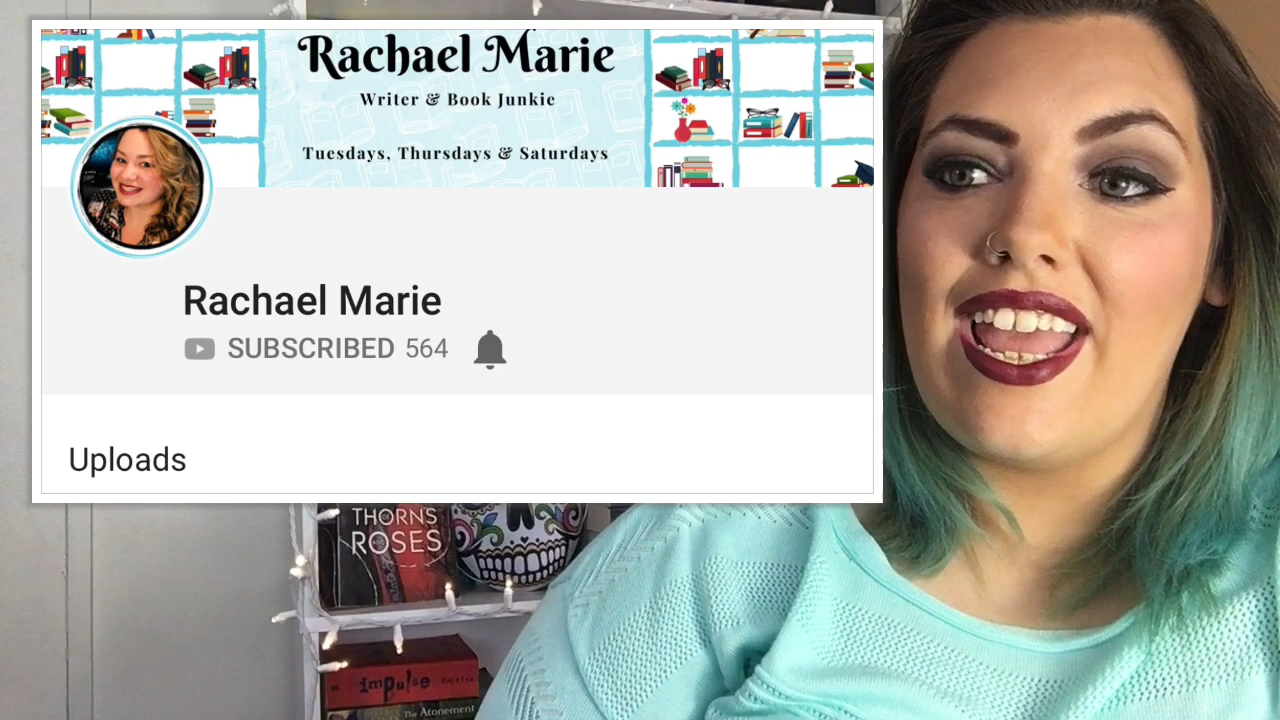 Rachael Marie
Writer & Book Junkie
Tuesdays, Thursdays & Saturdays
Rachael Marie
SUBSCRIBED 564
Uploads
THORNS
ROSES
impulse
The Atonement